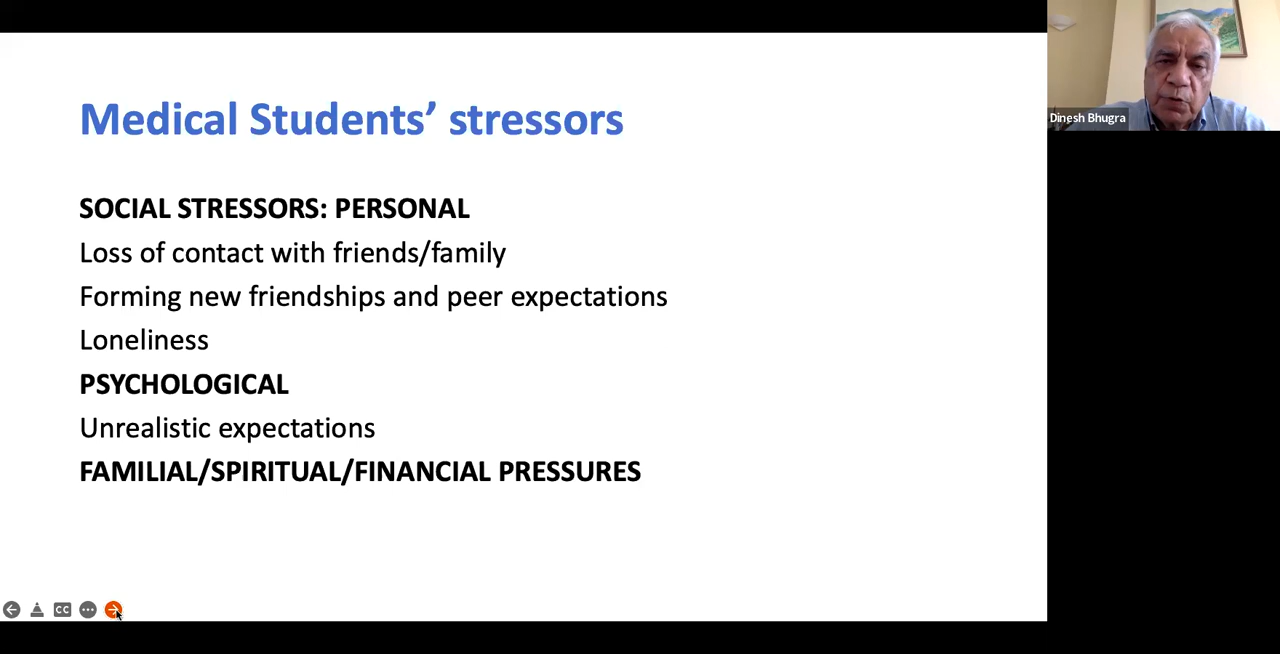 Medical Students’ stressors
SOCIAL STRESSORS: PERSONAL
Loss of contact with friends/family
Forming new friendships and peer expectations
Loneliness
PSYCHOLOGICAL
Unrealistic expectations
FAMILIAL/SPIRITUAL/FINANCIAL PRESSURES
CC
Dinesh Bhugra